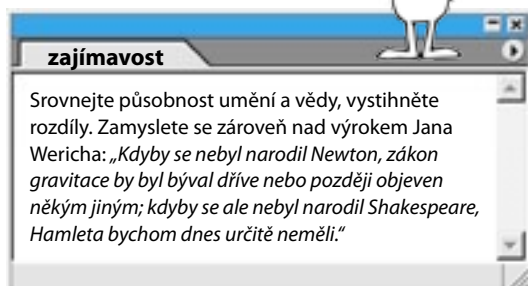 zajímavost
Srovnejte působnost umění a vědy, vystihněte
rozdíly. Zamyslete se zároveň nad výrokem Jana
Wericha: „Kdyby se nebyl narodil Newton, zákon
gravitace by byl býval dříve nebo později objeven
někým jiným; kdyby se ale nebyl narodil Shakespeare,
Hamleta bychom dnes určitě neměli.“